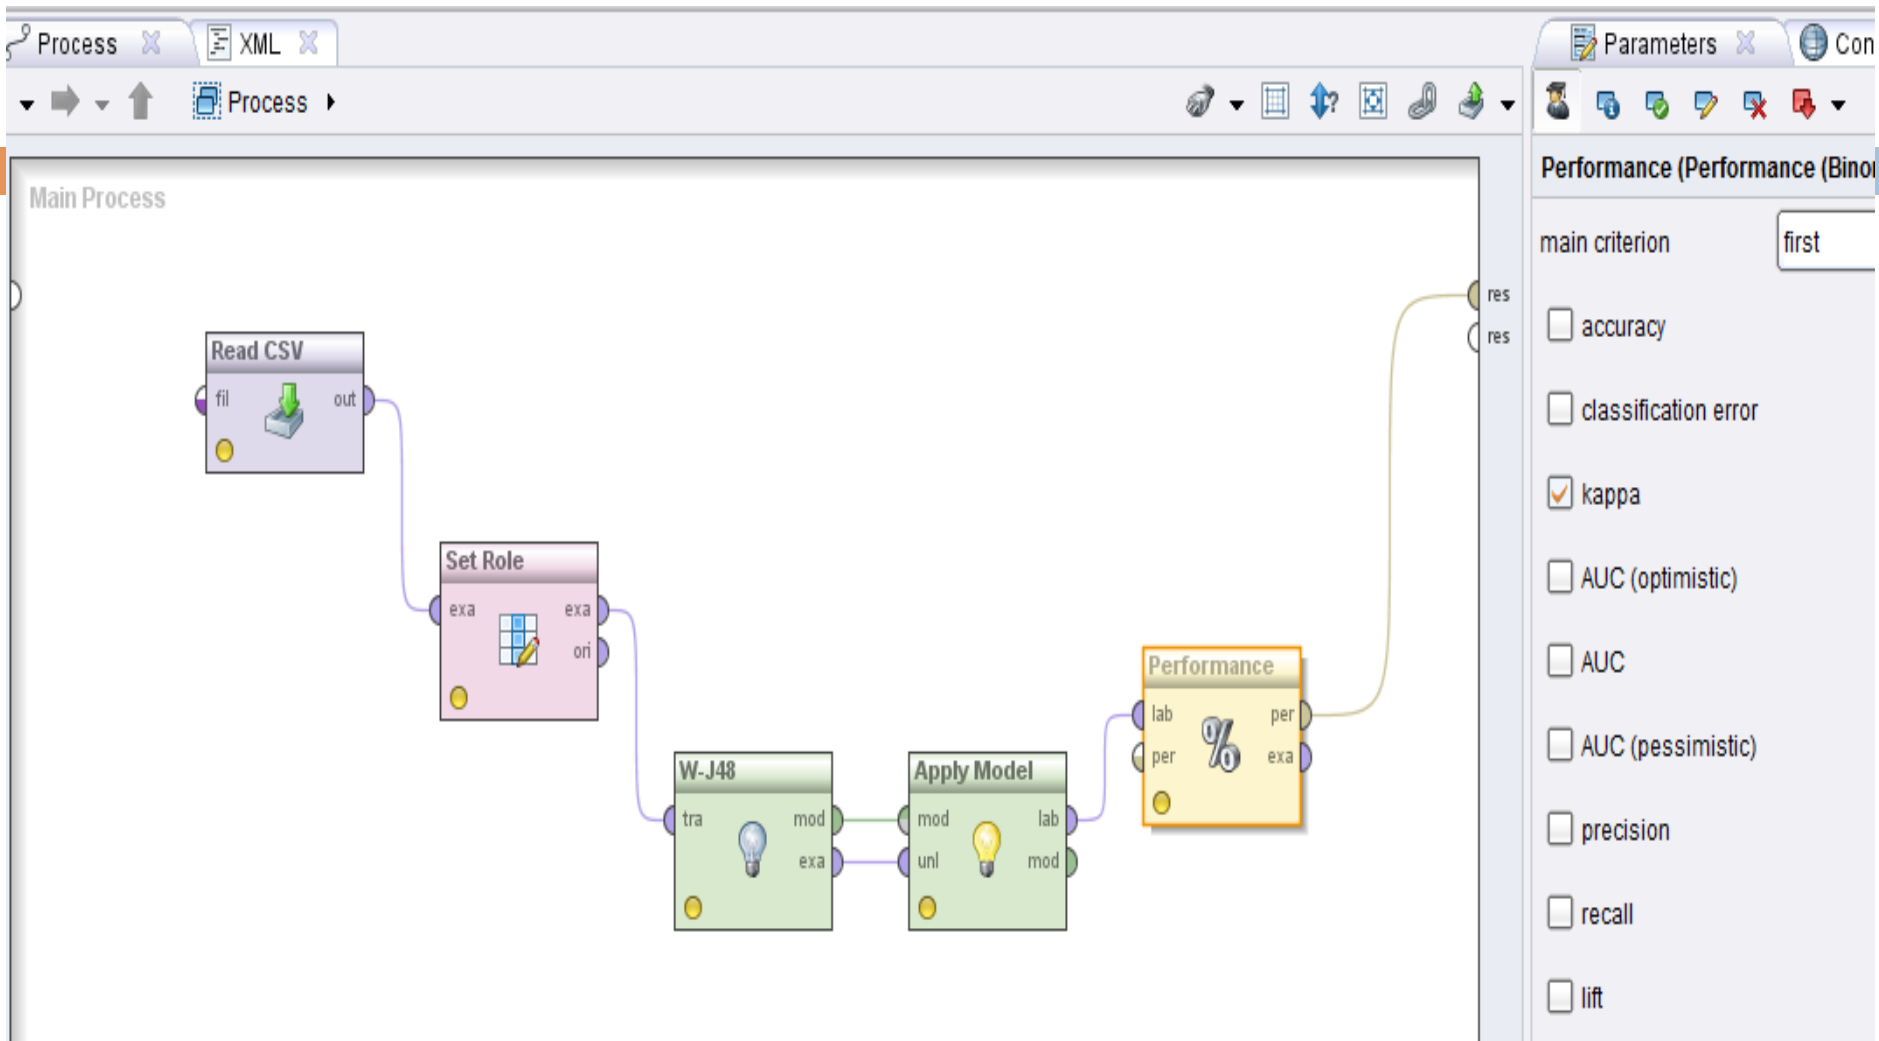 Process
XML
Parameters
Con
Process
Performance (Performance (Bino
Main Process
main criterion
first
res
res
Read CSV
fil
out
accuracy
classification error
kappa
Set Role
exa
exa
ori
AUC (optimistic)
AUC
Performance
lab
per
per
exa
W-J48
tra
mod
exa
Apply Model
mod
lab
unl
mod
AUC (pessimistic)
precision
recall
lift